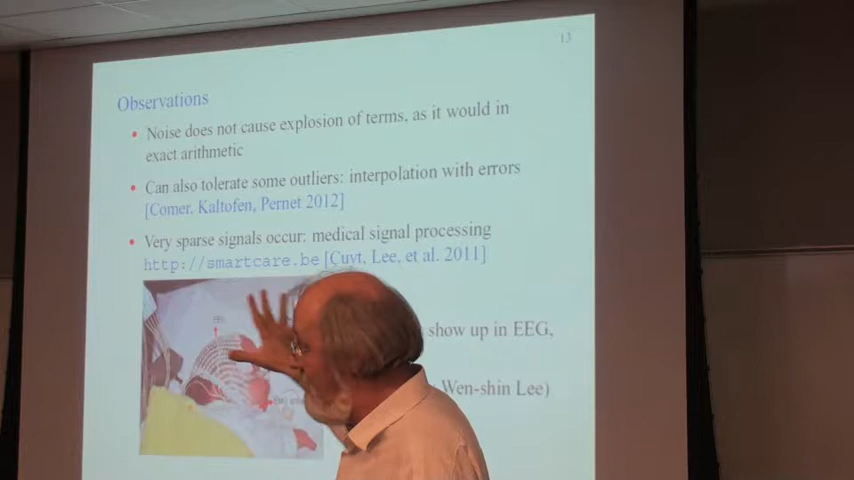 13
Observations
• Noise does not cause explosion of terms, as it would in
exact arithmetic
• Can also tolerate some outliers: interpolation with errors
[Comer, Kaltofen, Pernet 2012]
• Very sparse signals occur: medical signal processing
http://smartcare.be [Cuyt, Lee, et al. 2011]
show up in EEG,
Wen-shin Lee)